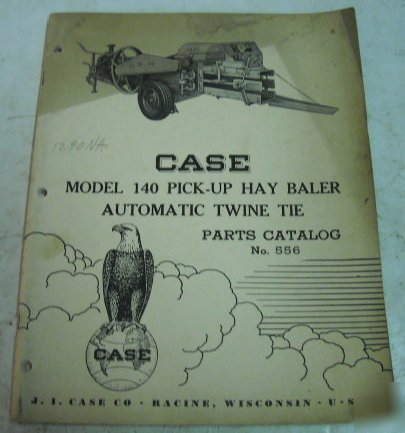 1290NA
CASE
MODEL 140 PICK-UP HAY BALER
AUTOMATIC TWINE TIE
PARTS CATALOG
No. 556
CASE
J. I. CASE CO · RACINE, WISCONSIN · U·S